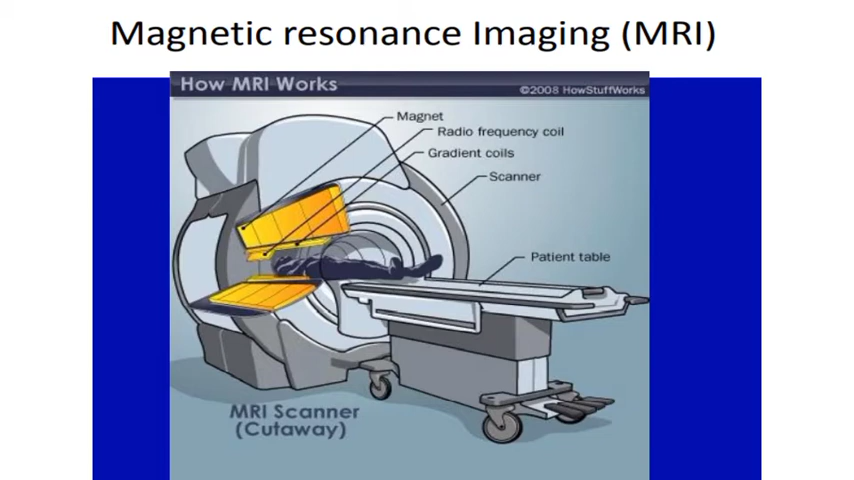 Magnetic resonance Imaging (MRI)
How MRI Works
©2008 HowStuffWorks
Magnet
Radio frequency coil
Gradient coils
Scanner
Patient table
MRI Scanner
(Cutaway)